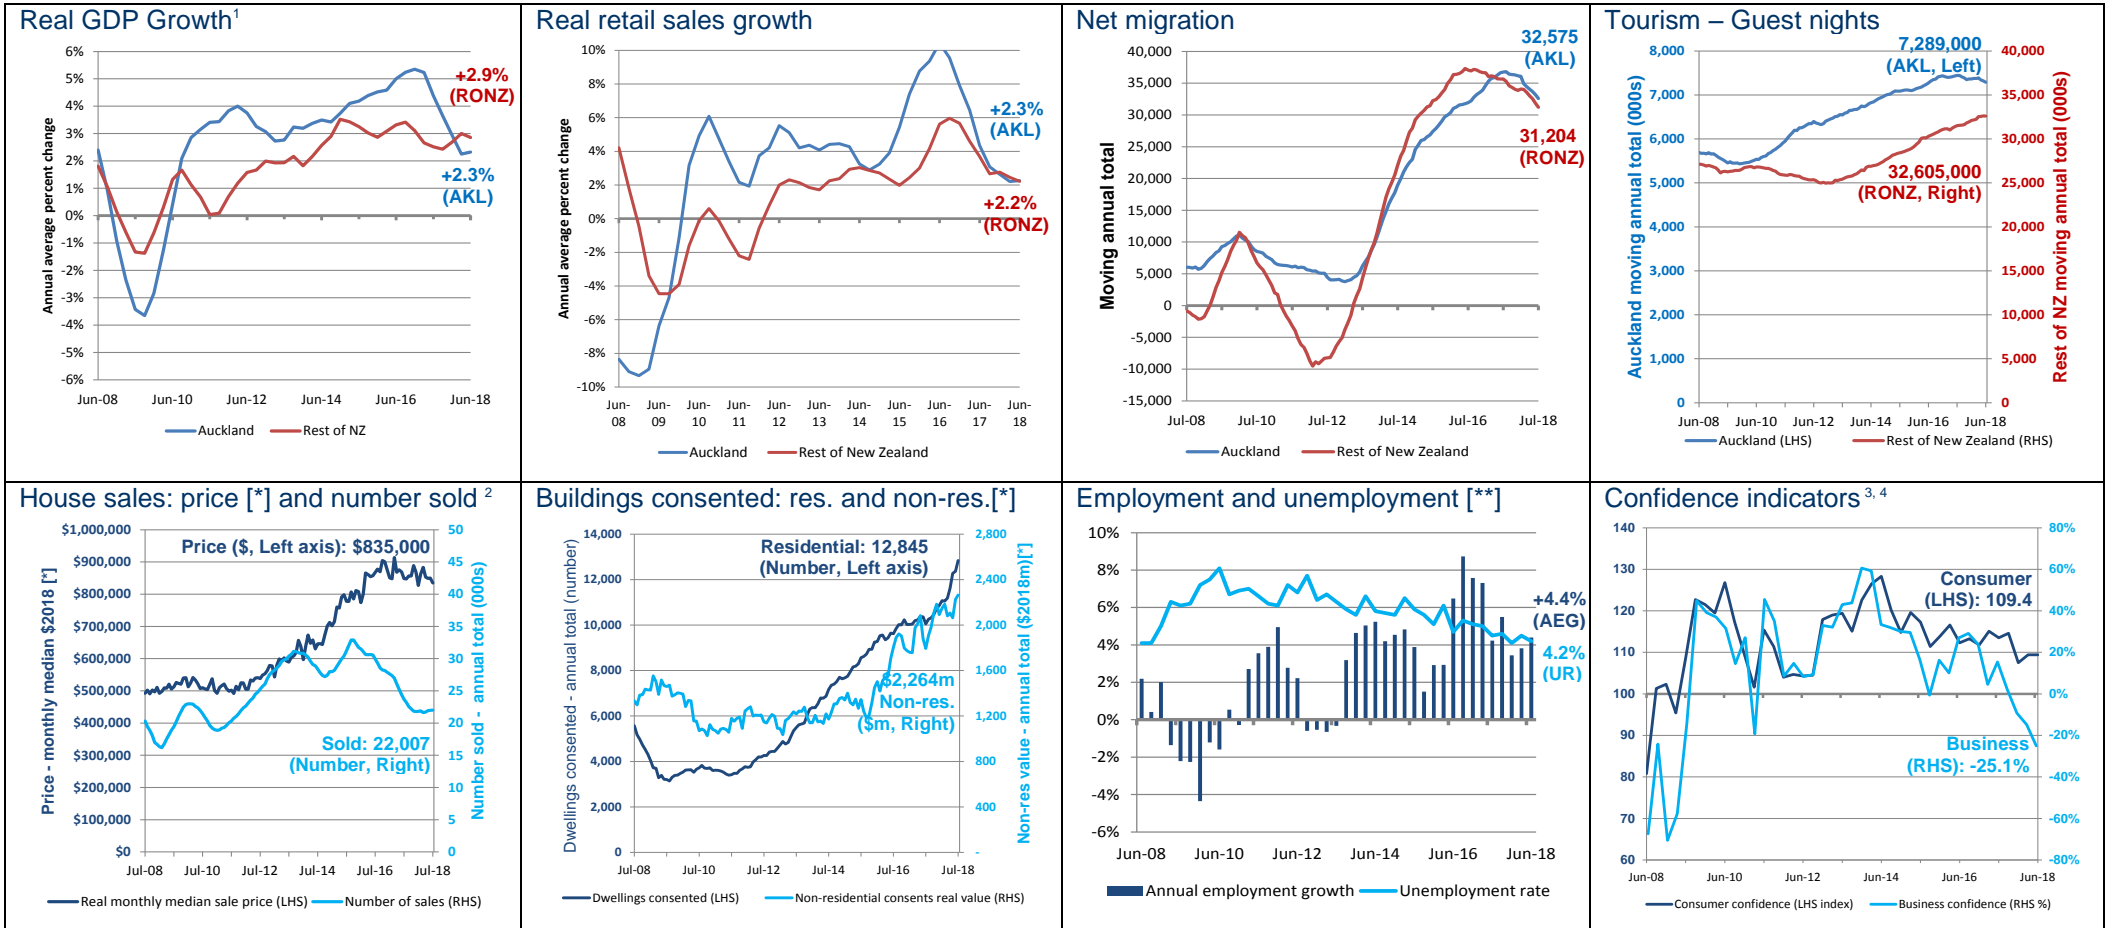 Real GDP Growth1
6%
5%
4%
3%
2%
1%
0%
-1%
-2%
-3%
-4%
-5%
-6%
Annual average percent change
+2.9%
(RONZ)
+2.3%
(AKL)
Jun-08 Jun-10 Jun-12 Jun-14 Jun-16 Jun-18
Auckland Rest of NZ
Real retail sales growth
10%
8%
6%
4%
2%
0%
-2%
-4%
-6%
-8%
-10%
Annual average percent change
+2.3%
(AKL)
+2.2%
(RONZ)
Jun- Jun- Jun- Jun- Jun- Jun- Jun- Jun- Jun- Jun- Jun-
08 09 10 11 12 13 14 15 16 17 18
Auckland Rest of New Zealand
Net migration
40,000
35,000
30,000
25,000
20,000
15,000
10,000
5,000
0
-5,000
-10,000
-15,000
Moving annual total
32,575
(AKL)
31,204
(RONZ)
Jul-08 Jul-10 Jul-12 Jul-14 Jul-16 Jul-18
Auckland Rest of New Zealand
Tourism – Guest nights
8,000
7,000
6,000
5,000
4,000
3,000
2,000
1,000
0
Auckland moving annual total (000s)
7,289,000
(AKL, Left)
32,605,000
(RONZ, Right)
40,000
35,000
30,000
25,000
20,000
15,000
10,000
5,000
0
Rest of NZ moving annual total (000s)
Jun-08 Jun-10 Jun-12 Jun-14 Jun-16 Jun-18
Auckland (LHS) Rest of New Zealand (RHS)
House sales: price [*] and number sold 2
$1,000,000
$900,000
$800,000
$700,000
$600,000
$500,000
$400,000
$300,000
$200,000
$100,000
$0
Price - monthly median $2018 [*]
Price ($, Left axis): $835,000
Sold: 22,007
(Number, Right)
50
45
40
35
30
25
20
15
10
5
0
Number sold - annual total (000s)
Jul-08 Jul-10 Jul-12 Jul-14 Jul-16 Jul-18
Real monthly median sale price (LHS) Number of sales (RHS)
Buildings consented: res. and non-res.[*]
14,000
12,000
10,000
8,000
6,000
4,000
2,000
0
Dwellings consented - annual total (number)
Residential: 12,845
(Number, Left axis)
$2,264m
Non-res.
($m, Right)
2,800
2,400
2,000
1,600
1,200
800
400
-
Non-res value - annual total ($2018m)[*]
Jul-08 Jul-10 Jul-12 Jul-14 Jul-16 Jul-18
Dwellings consented (LHS) Non-residential consents real value (RHS)
Employment and unemployment [**]
10%
8%
6%
4%
2%
0%
-2%
-4%
-6%
+4.4%
(AEG)
4.2%
(UR)
Jun-08 Jun-10 Jun-12 Jun-14 Jun-16 Jun-18
Annual employment growth Unemployment rate
Confidence indicators 3, 4
140
130
120
110
100
90
80
70
60
Consumer
(LHS): 109.4
Business
(RHS): -25.1%
80%
60%
40%
20%
0%
-20%
-40%
-60%
-80%
Jun-08 Jun-10 Jun-12 Jun-14 Jun-16 Jun-18
Consumer confidence (LHS index) Business confidence (RHS %)